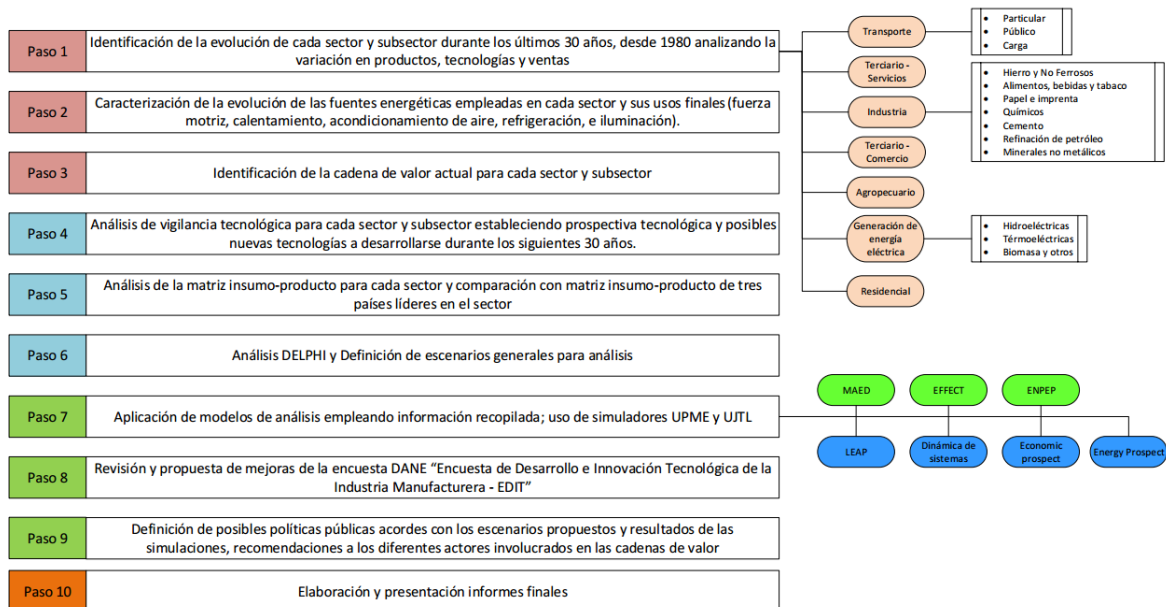 Paso 1
Identificación de la evolución de cada sector y subsector durante los últimos 30 años, desde 1980 analizando la
variación en productos, tecnologías y ventas
Paso 2
Caracterización de la evolución de las fuentes energéticas empleadas en cada sector y sus usos finales (fuerza
motriz, calentamiento, acondicionamiento de aire, refrigeración, e iluminación).
Paso 3
Identificación de la cadena de valor actual para cada sector y subsector
Paso 4
Análisis de vigilancia tecnológica para cada sector y subsector estableciendo prospectiva tecnológica y posibles
nuevas tecnologías a desarrollarse durante los siguientes 30 años.
Paso 5
Análisis de la matriz insumo-producto para cada sector y comparación con matriz insumo-producto de tres
países líderes en el sector
Paso 6
Análisis DELPHI y Definición de escenarios generales para análisis
Paso 7
Aplicación de modelos de análisis empleando información recopilada; uso de simuladores UPME y UJTL
Paso 8
Revisión y propuesta de mejoras de la encuesta DANE “Encuesta de Desarrollo e Innovación Tecnológica de la
Industria Manufacturera - EDIT”
Paso 9
Definición de posibles políticas públicas acordes con los escenarios propuestos y resultados de las
simulaciones, recomendaciones a los diferentes actores involucrados en las cadenas de valor
Paso 10
Elaboración y presentación informes finales
Transporte
• Particular
• Público
• Carga
Terciario -
Servicios
Industria
• Hierro y No Ferrosos
• Alimentos, bebidas y tabaco
• Papel e imprenta
• Químicos
• Cemento
• Refinación de petróleo
• Minerales no metálicos
Terciario -
Comercio
Agropecuario
Generación de
energía
eléctrica
• Hidroeléctricas
• Térmoeléctricas
• Biomasa y otros
Residencial
MAED
EFFECT
ENPEP
LEAP
Dinámica de
sistemas
Economic
prospect
Energy Prospect